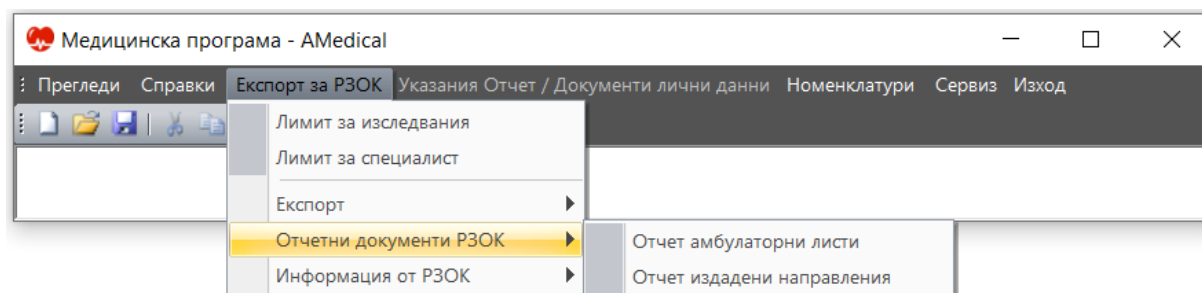 Медицинска програма - AMedical
Прегледи Справки Експорт за РЗОК Указания Отчет / Документи лични данни Номенклатури Сервиз Изход
Лимит за изследвания
Лимит за специалист
Експорт
Отчетни документи РЗОК
Отчет амбулаторни листи
Информация от РЗОК
Отчет издадени направления